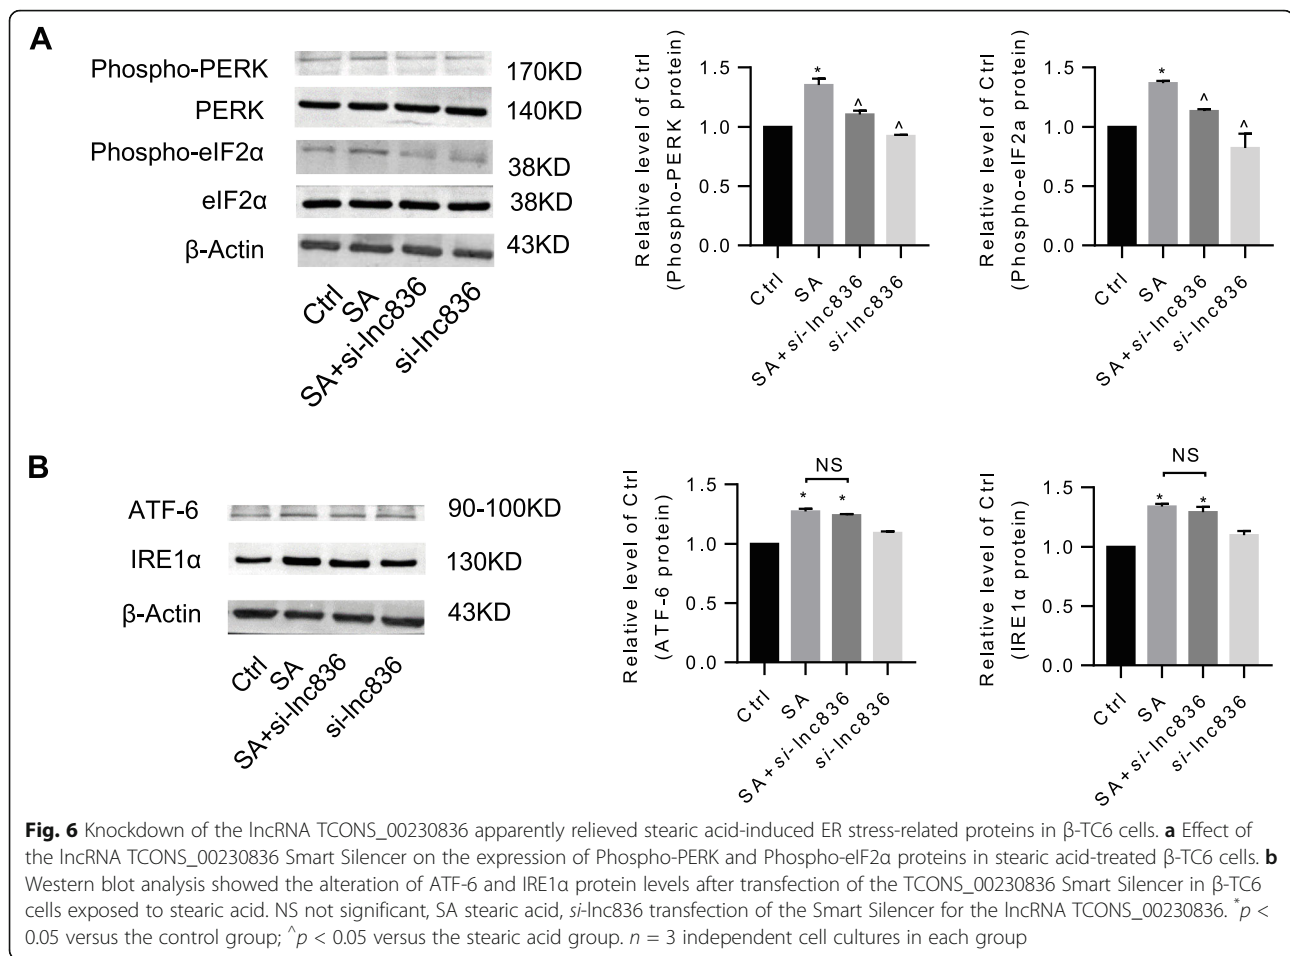 A
Phospho-PERK
170KD
PERK
140KD
Phospho-eIF2α
38KD
eIF2α
38KD
β-Actin
43KD
Ctrl
SA
SA+si-lnc836
si-lnc836
Relative level of Ctrl
(Phospho-PERK protein)
1.5
1.0
0.5
0.0
*
^
^
Ctrl
SA
SA+si-lnc836
si-lnc836
Relative level of Ctrl
(Phospho-eIF2a protein)
1.5
1.0
0.5
0.0
*
^
^
Ctrl
SA
SA+si-lnc836
si-lnc836
B
ATF-6
90-100KD
IRE1α
130KD
β-Actin
43KD
Ctrl
SA
SA+si-lnc836
si-lnc836
Relative level of Ctrl
(ATF-6 protein)
1.5
1.0
0.5
0.0
NS
*
*
Ctrl
SA
SA+si-lnc836
si-lnc836
Relative level of Ctrl
(IRE1α protein)
1.5
1.0
0.5
0.0
NS
*
*
Ctrl
SA
SA+si-lnc836
si-lnc836
Fig. 6 Knockdown of the lncRNA TCONS_00230836 apparently relieved stearic acid-induced ER stress-related proteins in β-TC6 cells. a Effect of
the lncRNA TCONS_00230836 Smart Silencer on the expression of Phospho-PERK and Phospho-eIF2α proteins in stearic acid-treated β-TC6 cells. b
Western blot analysis showed the alteration of ATF-6 and IRE1α protein levels after transfection of the TCONS_00230836 Smart Silencer in β-TC6
cells exposed to stearic acid. NS not significant, SA stearic acid, si-lnc836 transfection of the Smart Silencer for the lncRNA TCONS_00230836. *p <
0.05 versus the control group; ^p < 0.05 versus the stearic acid group. n = 3 independent cell cultures in each group